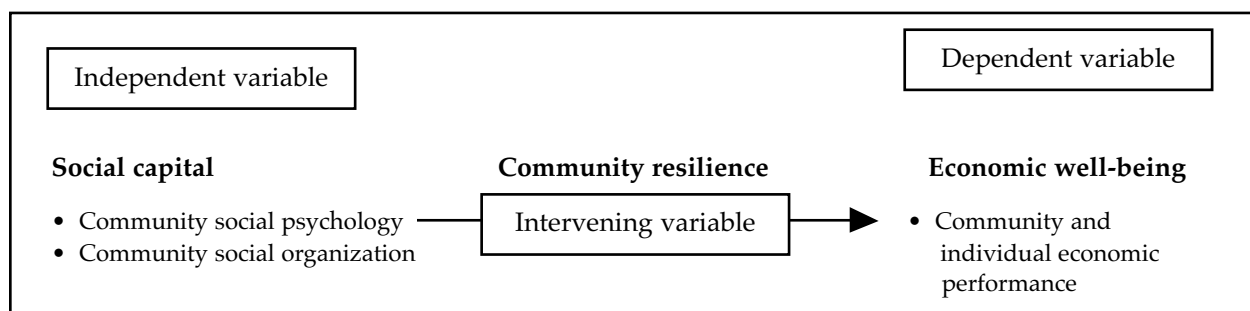 Independent variable
Dependent variable
Social capital
Community resilience
Economic well-being
• Community social psychology
• Community social organization
Intervening variable
• Community and
individual economic
performance